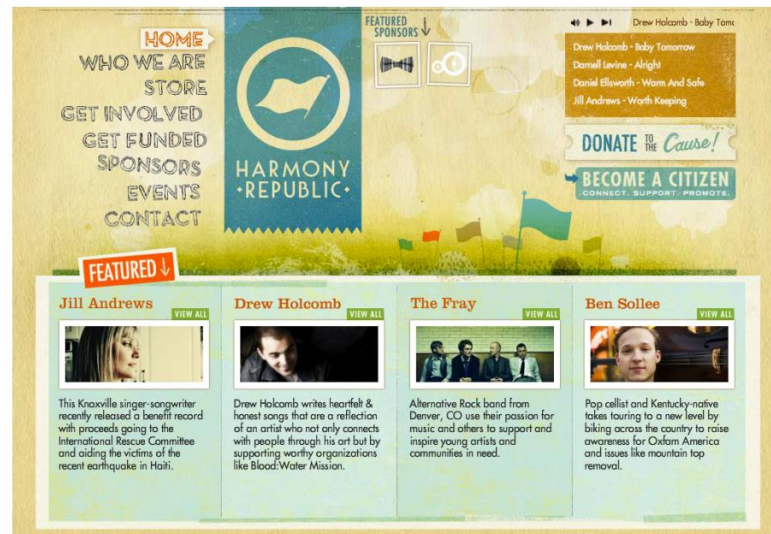 HOME
WHO WE ARE
STORE
GET INVOLVED
GET FUNDED
SPONSORS
EVENTS
CONTACT
HARMONY
•REPUBLIC•
FEATURED
SPONSORS
Drew Holcomb - Baby Tomo
Drew Holcomb - Baby Tomorrow
Darnell Levine - Alright
Daniel Ellsworth - Warm And Safe
Jill Andrews - Worth Keeping
DONATE TO THE Cause!
BECOME A CITIZEN
CONNECT. SUPPORT. PROMOTE.
FEATURED
Jill Andrews
VIEW ALL
This Knoxville singer-songwriter
recently released a benefit record
with proceeds going to the
International Rescue Committee
and aiding the victims of the
recent earthquake in Haiti.
Drew Holcomb
VIEW ALL
Drew Holcomb writes heartfelt &
honest songs that are a reflection
of an artist who not only connects
with people through his art but by
supporting worthy organizations
like Blood:Water Mission.
The Fray
VIEW ALL
Alternative Rock band from
Denver, CO use their passion for
music and others to support and
inspire young artists and
communities in need.
Ben Sollee
VIEW ALL
Pop cellist and Kentucky-native
takes touring to a new level by
biking across the country to raise
awareness for Oxfam America
and issues like mountain top
removal.